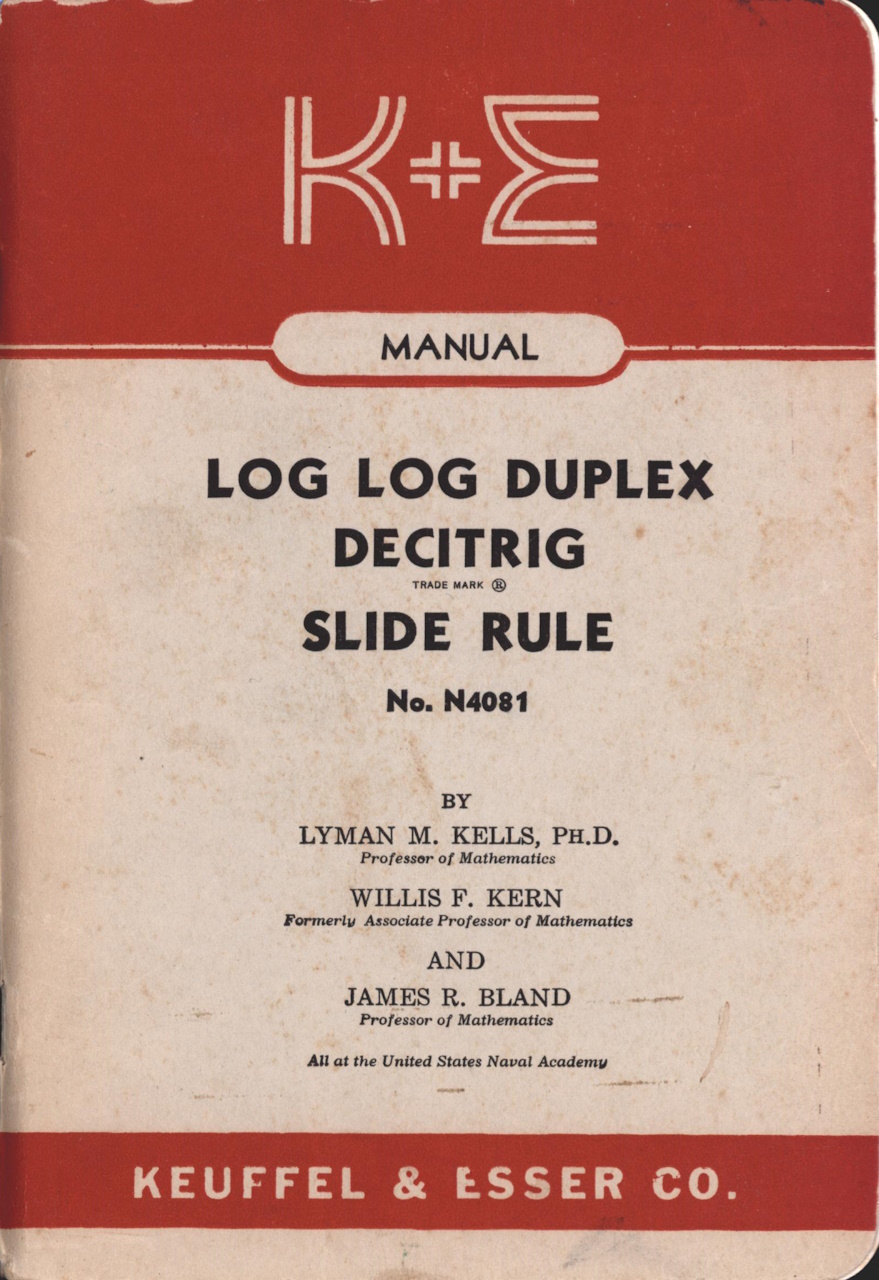 K+E
MANUAL
LOG LOG DUPLEX
DECITRIG
TRADE MARK ®
SLIDE RULE
No. N4081
BY
LYMAN M. KELLS, PH.D.
Professor of Mathematics
WILLIS F. KERN
Formerly Associate Professor of Mathematics
AND
JAMES R. BLAND
Professor of Mathematics
All at the United States Naval Academy
KEUFFEL & ESSER CO.